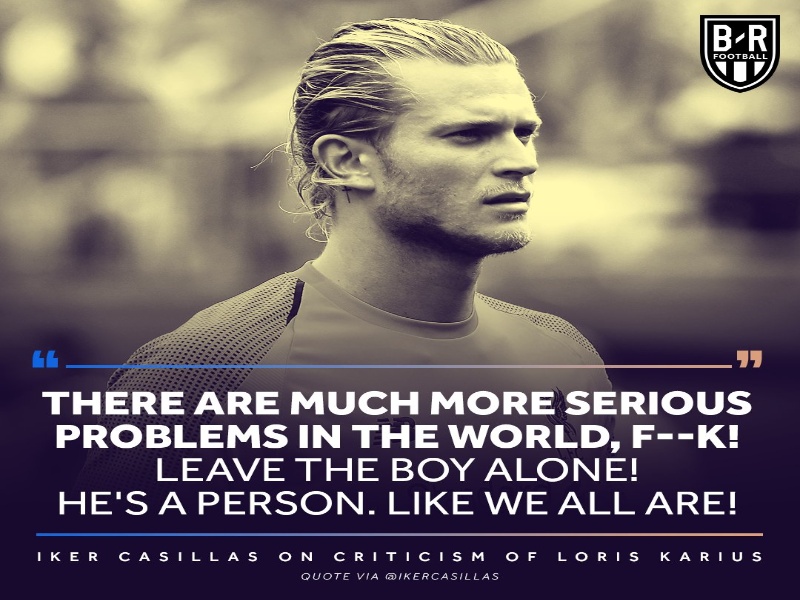 B-R
FOOTBALL
“ ”
THERE ARE MUCH MORE SERIOUS
PROBLEMS IN THE WORLD, F--K!
LEAVE THE BOY ALONE!
HE'S A PERSON. LIKE WE ALL ARE!
IKER CASILLAS ON CRITICISM OF LORIS KARIUS
QUOTE VIA @IKERCASILLAS